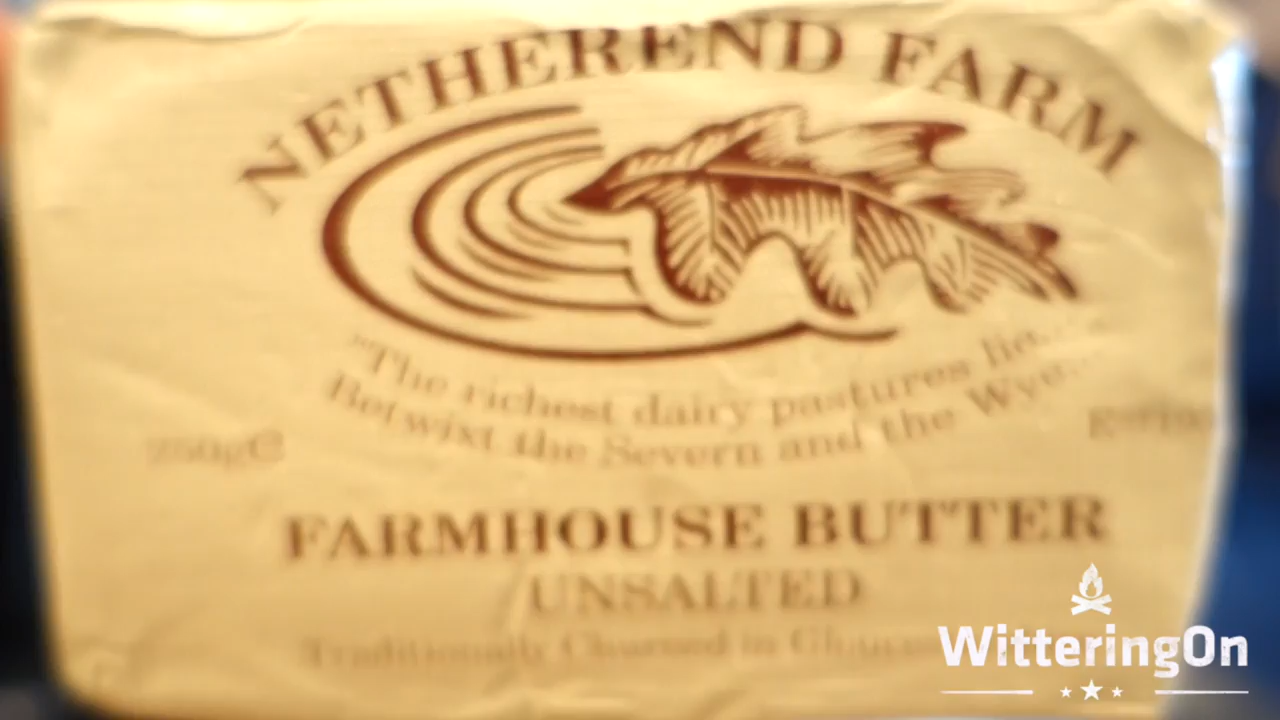 NETHEREND FARM
"The richest dairy pastures lie...
Betwixt the Severn and the Wye...
250g℮
FARMHOUSE BUTTER
UNSALTED
Traditionally Churned in
WitteringOn